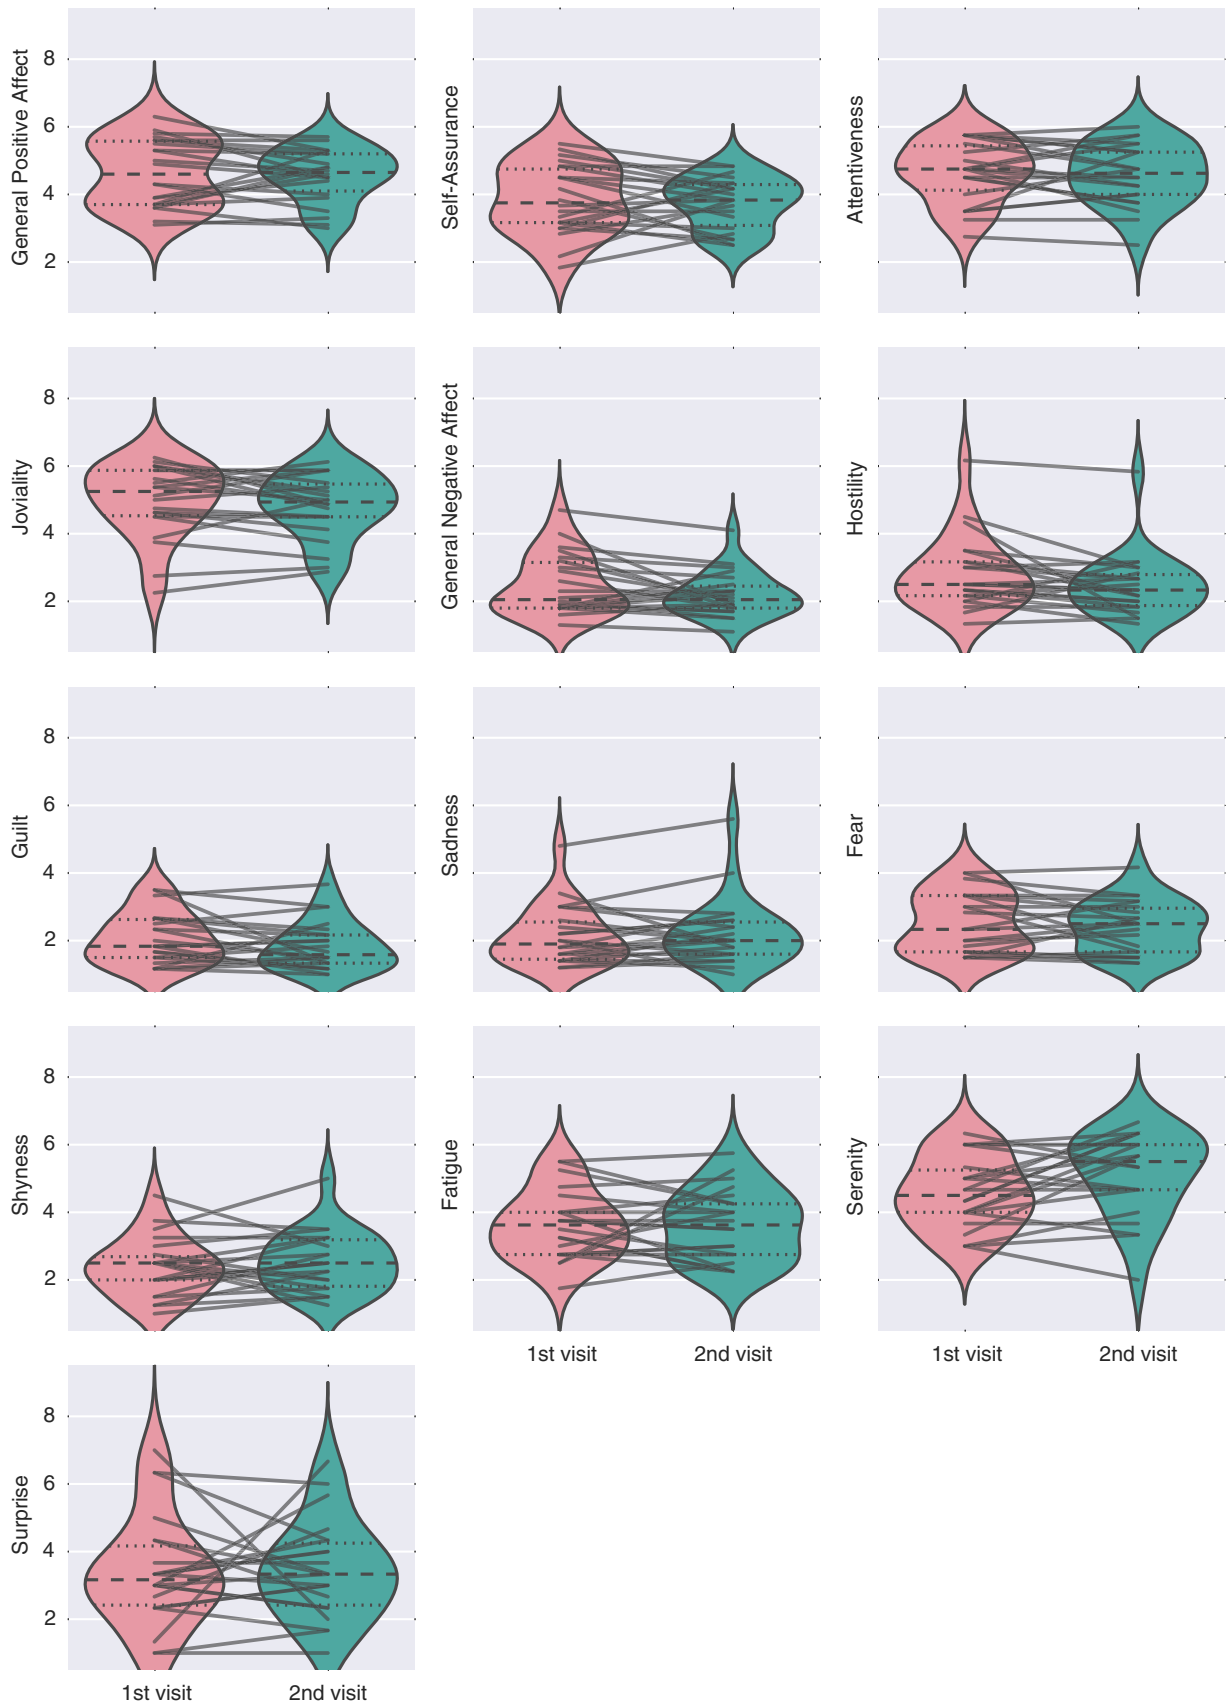 General Positive Affect
8
6
4
2
Self-Assurance
Attentiveness
Joviality
8
6
4
2
General Negative Affect
Hostility
Guilt
8
6
4
2
Sadness
Fear
Shyness
8
6
4
2
Fatigue
1st visit 2nd visit
Serenity
1st visit 2nd visit
Surprise
8
6
4
2
1st visit 2nd visit